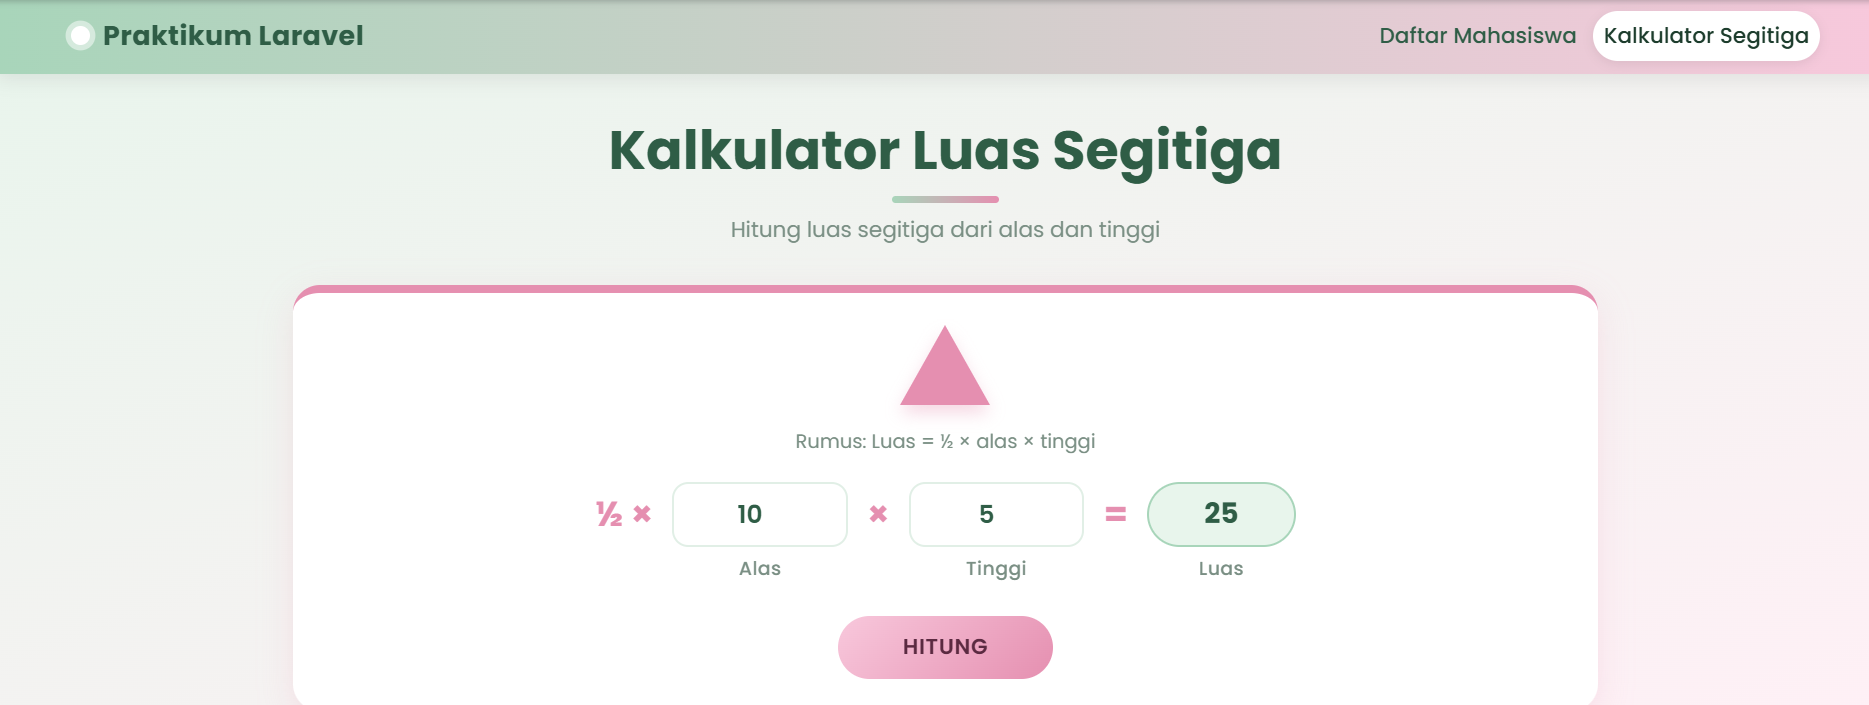 Praktikum Laravel
Daftar Mahasiswa
Kalkulator Segitiga
Kalkulator Luas Segitiga
Hitung luas segitiga dari alas dan tinggi
Rumus: Luas = ½ × alas × tinggi
½ × 10 × 5 = 25
Alas Tinggi Luas
HITUNG